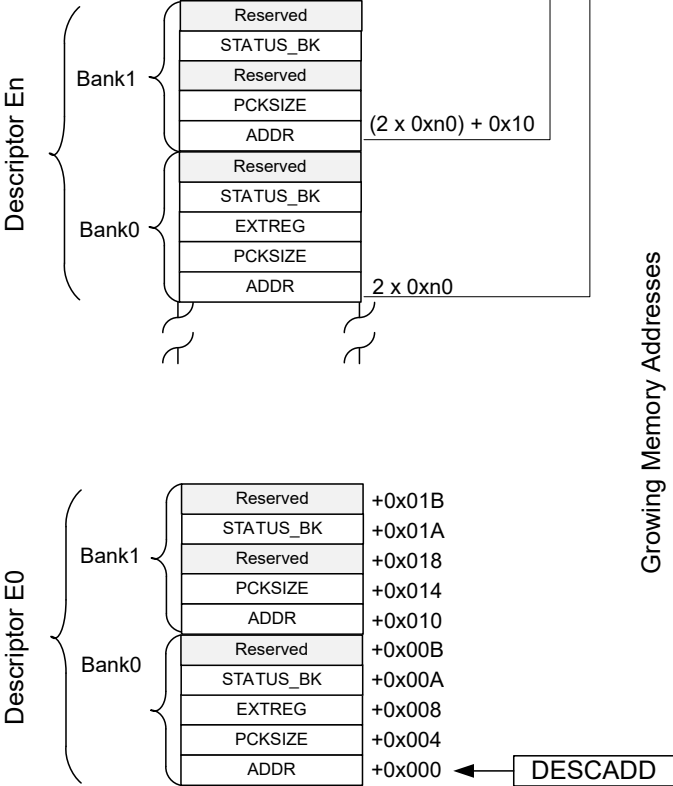 Descriptor En
Bank1
Reserved
STATUS_BK
Reserved
PCKSIZE
ADDR
(2 x 0xn0) + 0x10
Bank0
Reserved
STATUS_BK
EXTREG
PCKSIZE
ADDR
2 x 0xn0
Growing Memory Addresses
Descriptor E0
Bank1
Reserved +0x01B
STATUS_BK +0x01A
Reserved +0x018
PCKSIZE +0x014
ADDR +0x010
Bank0
Reserved +0x00B
STATUS_BK +0x00A
EXTREG +0x008
PCKSIZE +0x004
ADDR +0x000
DESCADD